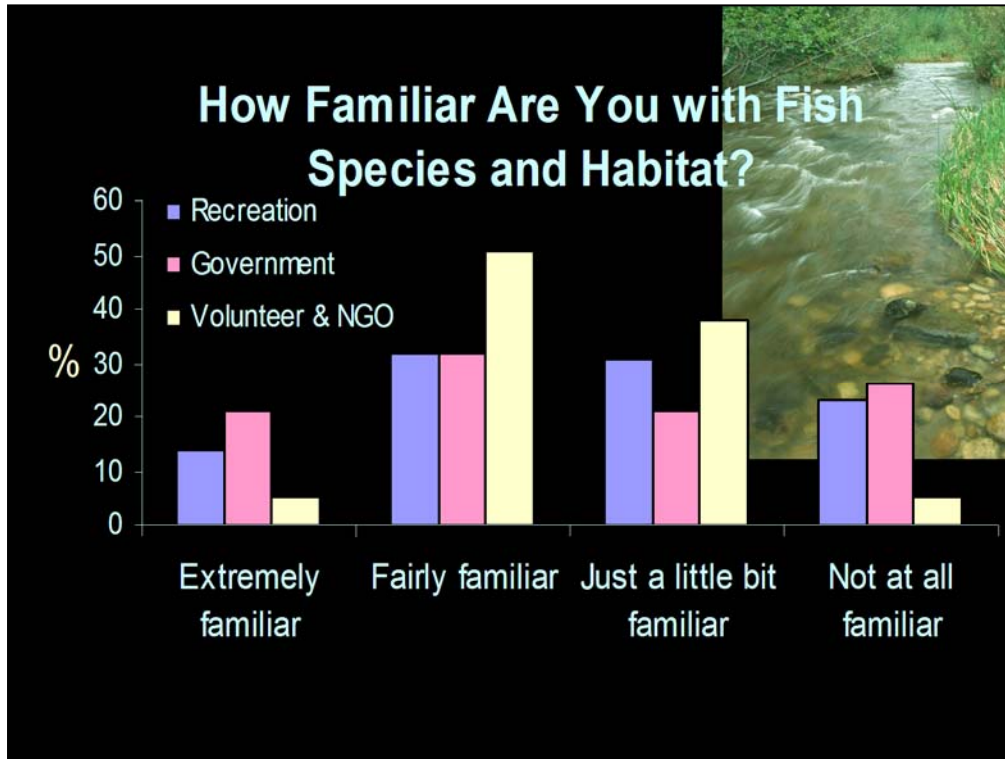 How Familiar Are You with Fish
Species and Habitat?
60
50
40
30
20
10
0
%
Recreation
Government
Volunteer & NGO
Extremely
familiar
Fairly familiar
Just a little bit
familiar
Not at all
familiar